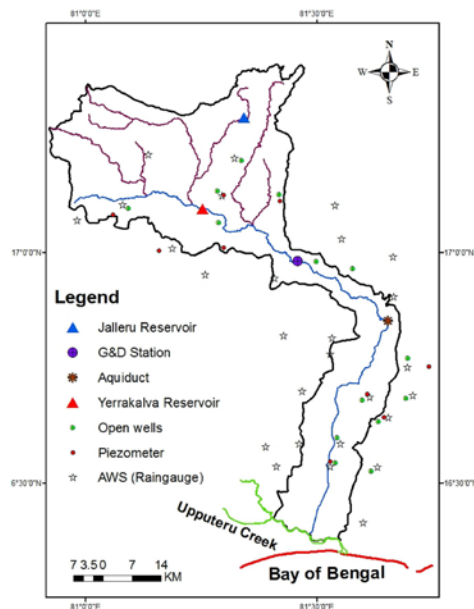 81°0'0"E 81°30'0"E
N
W E
S
17°0'0"N 17°0'0"N
Legend
Jalleru Reservoir
G&D Station
Aquiduct
Yerrakalva Reservoir
Open wells
Piezometer
AWS (Raingauge)
6°30'0"N 16°30'0"N
Upputeru Creek
7 3.5 0 7 14
KM
Bay of Bengal
81°0'0"E 81°30'0"E